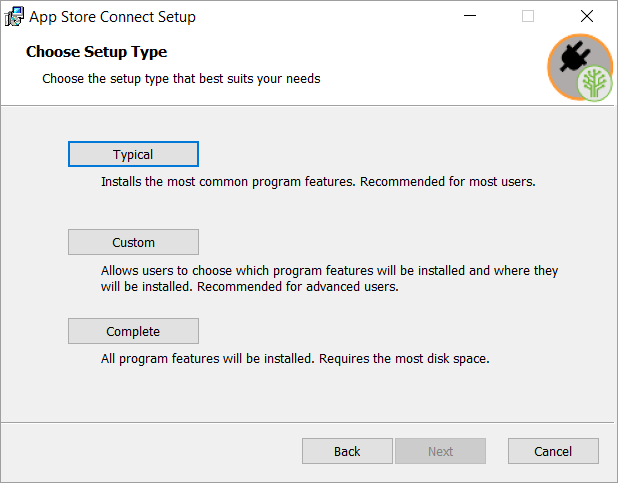 App Store Connect Setup
Choose Setup Type
Choose the setup type that best suits your needs
Typical
Installs the most common program features. Recommended for most users.
Custom
Allows users to choose which program features will be installed and where they
will be installed. Recommended for advanced users.
Complete
All program features will be installed. Requires the most disk space.
Back
Next
Cancel